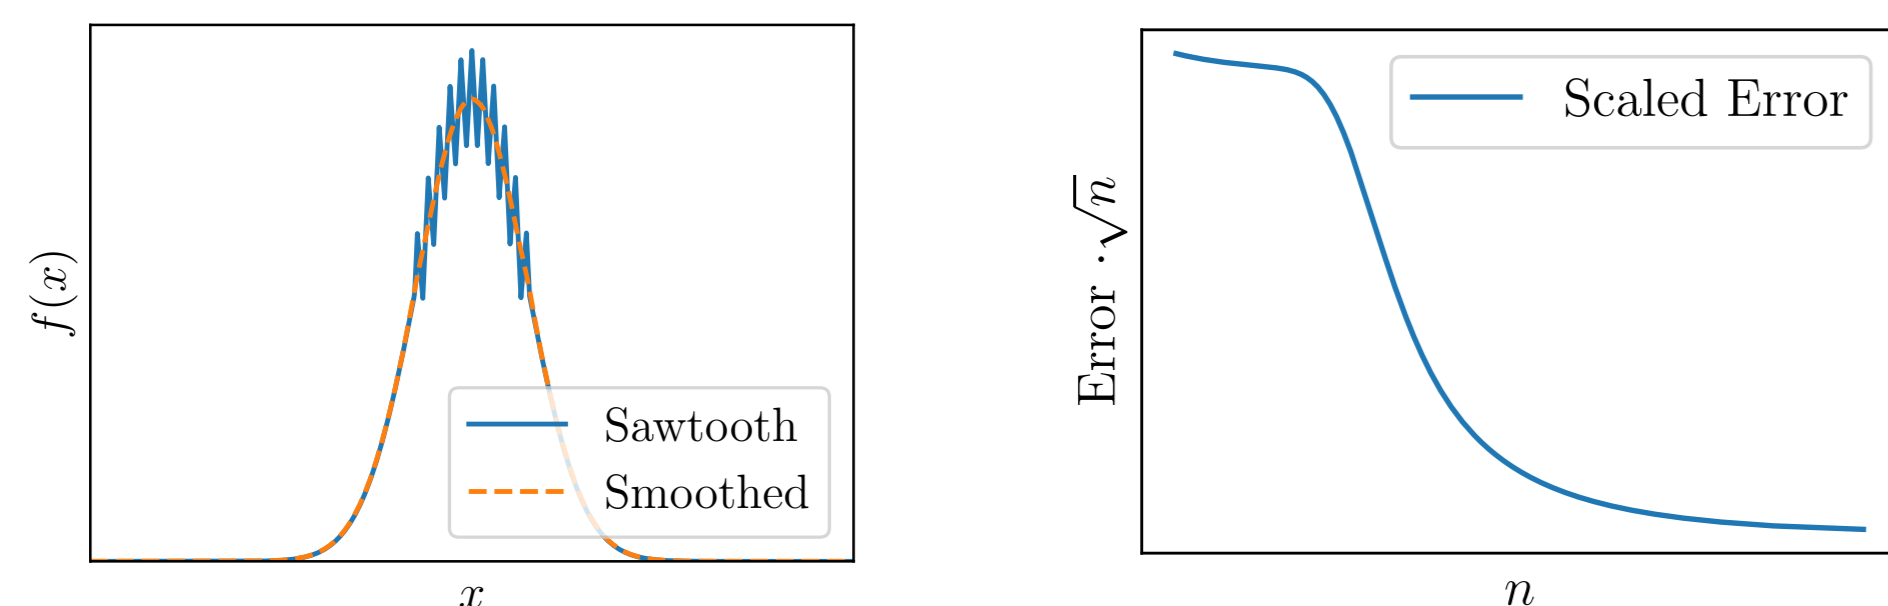 f(x)
Sawtooth
Smoothed
x
Error ·√n
Scaled Error
n